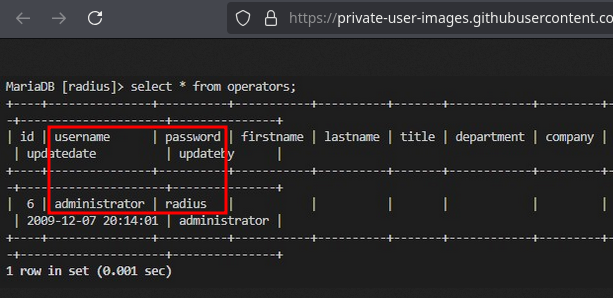 https://private-user-images.githubusercontent.co
MariaDB [radius]> select * from operators;
+----+---------------+----------+-----------+----------+-------+------------+---------+
-+---------------------+---------------+
| id | username | password | firstname | lastname | title | department | company |
| updatedate | updateby |
+----+---------------+----------+-----------+----------+-------+------------+---------+
-+---------------------+---------------+
| 6 | administrator | radius | | | | | |
| 2009-12-07 20:14:01 | administrator |
+----+---------------+----------+-----------+----------+-------+------------+---------+
-+---------------------+---------------+
1 row in set (0.001 sec)